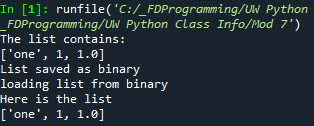 In [1]: runfile('C:/_FDProgramming/UW Python
_FDProgramming/UW Python Class Info/Mod 7')
The list contains:
['one', 1, 1.0]
List saved as binary
loading list from binary
Here is the list
['one', 1, 1.0]